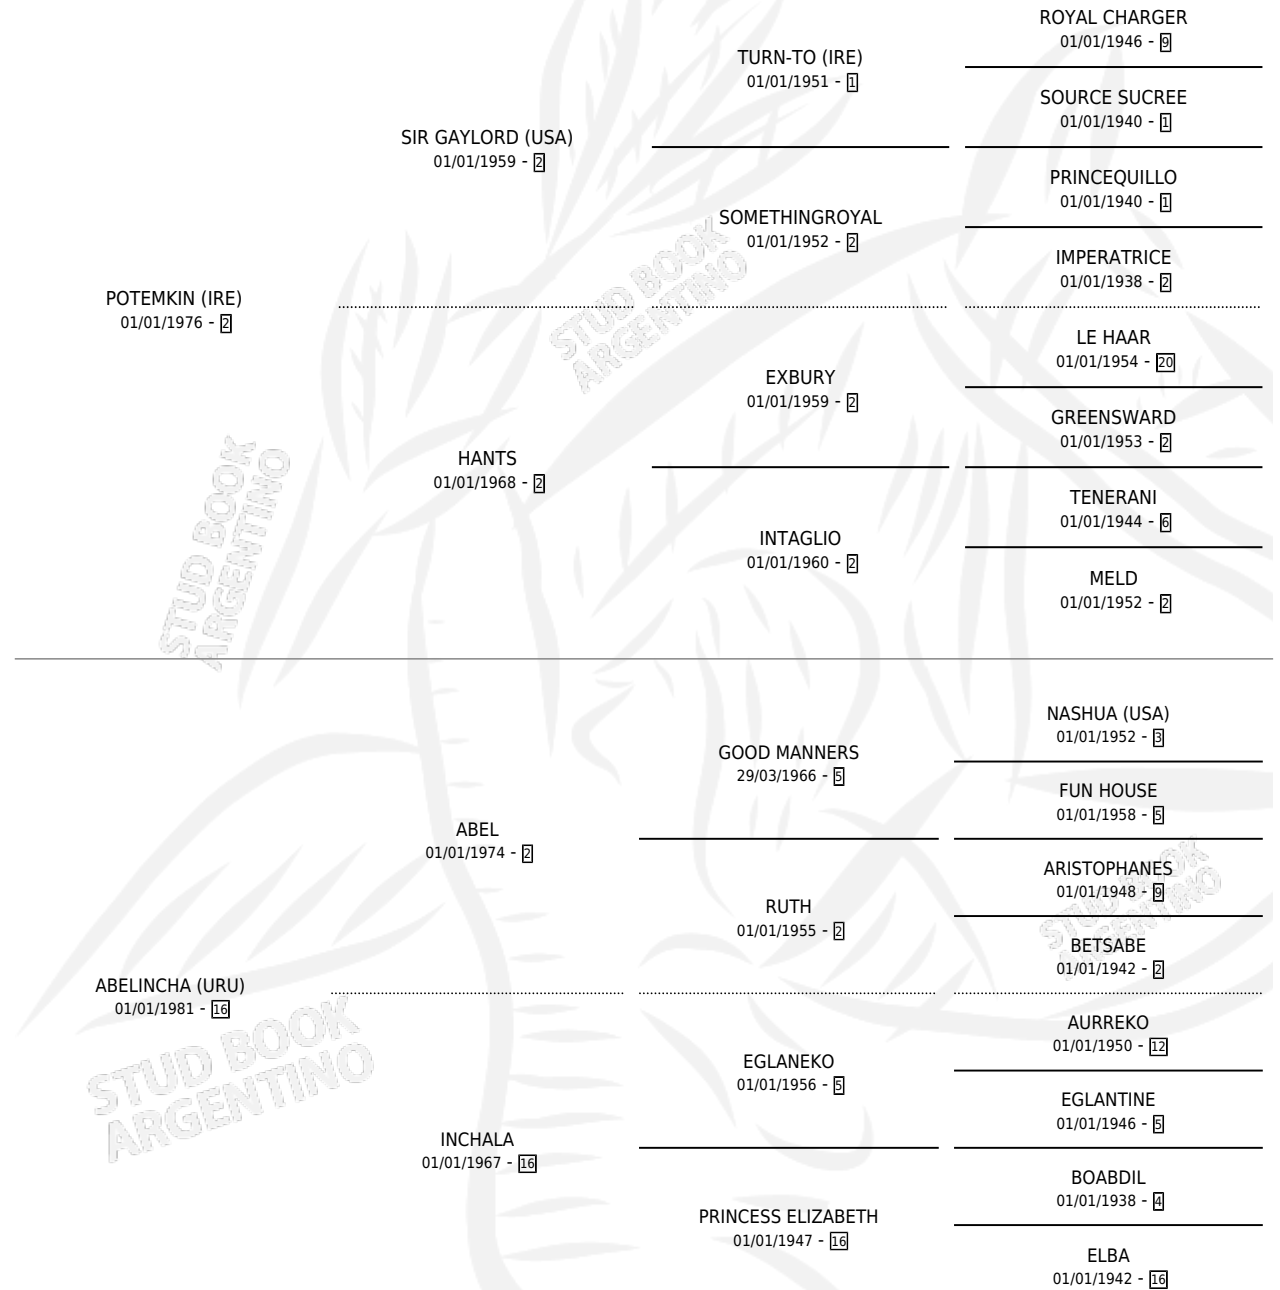 ROYAL CHARGER
01/01/1946 - 9
TURN-TO (IRE)
01/01/1951 - 1
SOURCE SUCREE
01/01/1940 - 1
SIR GAYLORD (USA)
01/01/1959 - 2
PRINCEQUILLO
01/01/1940 - 1
SOMETHINGROYAL
01/01/1952 - 2
IMPERATRICE
01/01/1938 - 2
POTEMKIN (IRE)
01/01/1976 - 2
STUD BOOK
ARGENTINO
LE HAAR
01/01/1954 - 20
EXBURY
01/01/1959 - 2
GREENSWARD
01/01/1953 - 2
HANTS
01/01/1968 - 2
TENERANI
01/01/1944 - 6
INTAGLIO
01/01/1960 - 2
MELD
01/01/1952 - 2
STUD BOOK
ARGENTINO
NASHUA (USA)
01/01/1952 - 3
GOOD MANNERS
29/03/1966 - 5
FUN HOUSE
01/01/1958 - 5
ABEL
01/01/1974 - 2
ARISTOPHANES
01/01/1948 - 9
RUTH
01/01/1955 - 2
BETSABE
01/01/1942 - 2
STUD BOOK
ARGENTINO
ABELINCHA (URU)
01/01/1981 - 16
AURREKO
01/01/1950 - 12
EGLANEKO
01/01/1956 - 5
EGLANTINE
01/01/1946 - 5
STUD BOOK
ARGENTINO
INCHALA
01/01/1967 - 16
BOABDIL
01/01/1938 - 4
PRINCESS ELIZABETH
01/01/1947 - 16
ELBA
01/01/1942 - 16